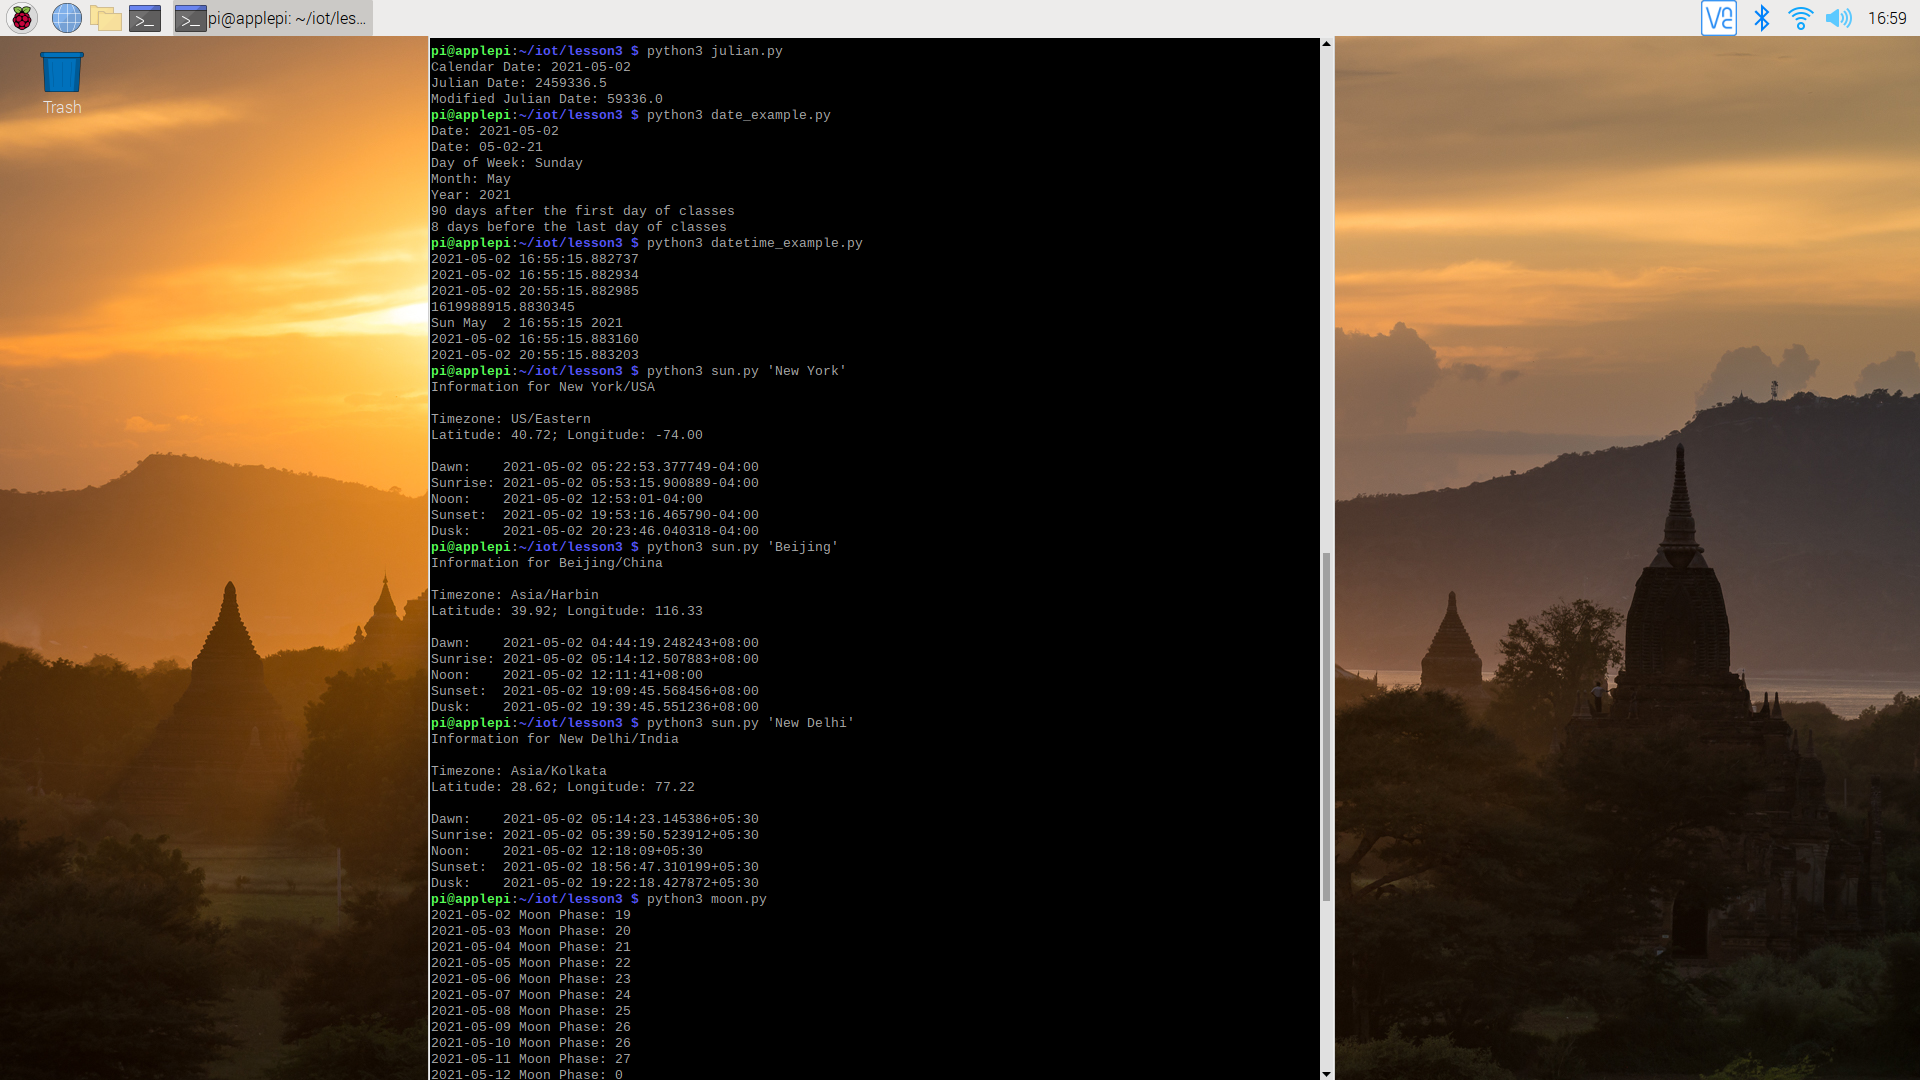 pi@applepi: ~/iot/les...
16:59
Trash
pi@applepi:~/iot/lesson3 $ python3 julian.py
Calendar Date: 2021-05-02
Julian Date: 2459336.5
Modified Julian Date: 59336.0
pi@applepi:~/iot/lesson3 $ python3 date_example.py
Date: 2021-05-02
Date: 05-02-21
Day of Week: Sunday
Month: May
Year: 2021
90 days after the first day of classes
8 days before the last day of classes
pi@applepi:~/iot/lesson3 $ python3 datetime_example.py
2021-05-02 16:55:15.882737
2021-05-02 16:55:15.882934
2021-05-02 20:55:15.882985
1619988915.8830345
Sun May  2 16:55:15 2021
2021-05-02 16:55:15.883160
2021-05-02 20:55:15.883203
pi@applepi:~/iot/lesson3 $ python3 sun.py 'New York'
Information for New York/USA
Timezone: US/Eastern
Latitude: 40.72; Longitude: -74.00
Dawn:    2021-05-02 05:22:53.377749-04:00
Sunrise: 2021-05-02 05:53:15.900889-04:00
Noon:    2021-05-02 12:53:01-04:00
Sunset:  2021-05-02 19:53:16.465790-04:00
Dusk:    2021-05-02 20:23:46.040318-04:00
pi@applepi:~/iot/lesson3 $ python3 sun.py 'Beijing'
Information for Beijing/China
Timezone: Asia/Harbin
Latitude: 39.92; Longitude: 116.33
Dawn:    2021-05-02 04:44:19.248243+08:00
Sunrise: 2021-05-02 05:14:12.507883+08:00
Noon:    2021-05-02 12:11:41+08:00
Sunset:  2021-05-02 19:09:45.568456+08:00
Dusk:    2021-05-02 19:39:45.551236+08:00
pi@applepi:~/iot/lesson3 $ python3 sun.py 'New Delhi'
Information for New Delhi/India
Timezone: Asia/Kolkata
Latitude: 28.62; Longitude: 77.22
Dawn:    2021-05-02 05:14:23.145386+05:30
Sunrise: 2021-05-02 05:39:50.523912+05:30
Noon:    2021-05-02 12:18:09+05:30
Sunset:  2021-05-02 18:56:47.310199+05:30
Dusk:    2021-05-02 19:22:18.427872+05:30
pi@applepi:~/iot/lesson3 $ python3 moon.py
2021-05-02 Moon Phase: 19
2021-05-03 Moon Phase: 20
2021-05-04 Moon Phase: 21
2021-05-05 Moon Phase: 22
2021-05-06 Moon Phase: 23
2021-05-07 Moon Phase: 24
2021-05-08 Moon Phase: 25
2021-05-09 Moon Phase: 26
2021-05-10 Moon Phase: 26
2021-05-11 Moon Phase: 27
2021-05-12 Moon Phase: 0